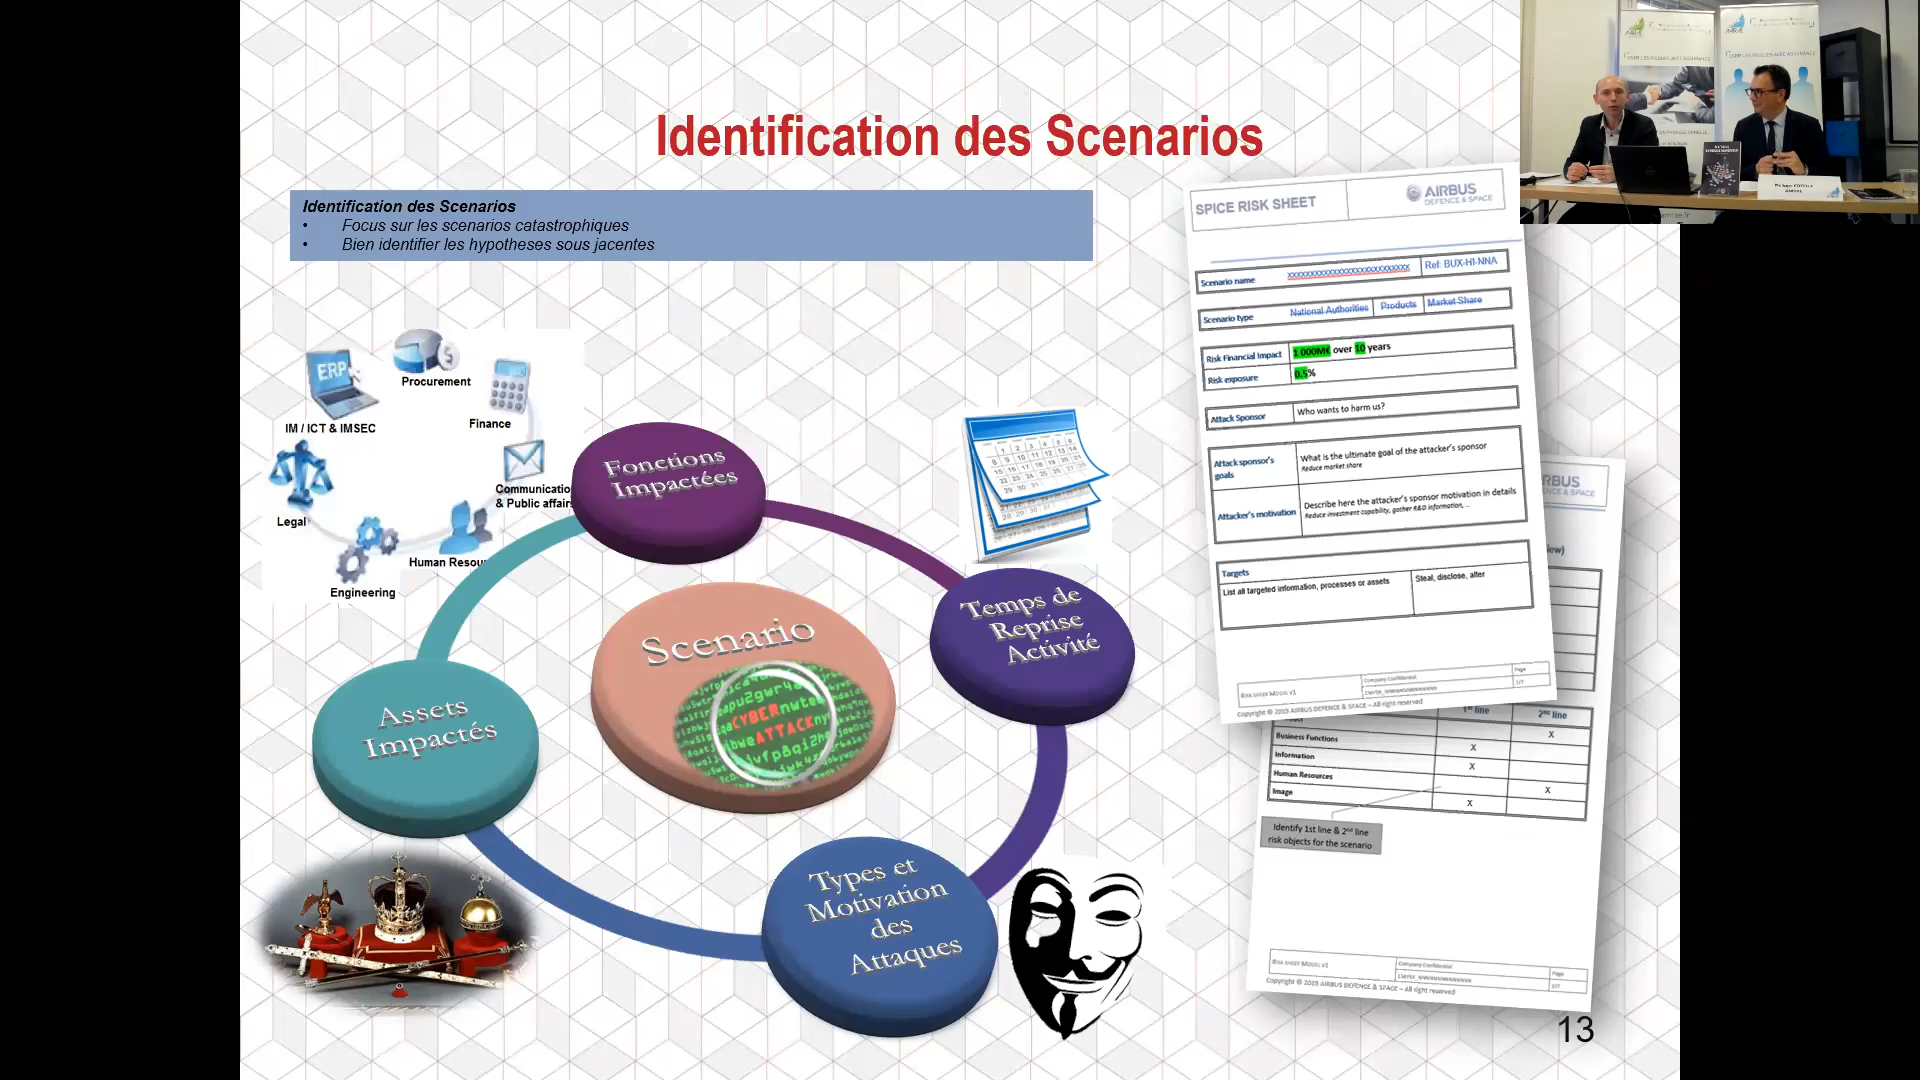 Identification des Scenarios
Identification des Scenarios
• Focus sur les scenarios catastrophiques
• Bien identifier les hypotheses sous jacentes
ERP
Procurement
Finance
IM / ICT & IMSEC
Communication
& Public affairs
Legal
Human Resou
Engineering
Fonctions
Impactées
Temps de
Reprise
Activité
Scenario
CYBER
ATTACK
Assets
Impactés
Types et
Motivation
des
Attaques
SPICE RISK SHEET
AIRBUS
DEFENCE & SPACE
Scenario name
xxxxxxxxxxxxxxxxxxxxxxxxxxx
Ref: BUX-HI-NNA
Scenario type
National Authorities
Products
Market Share
Risk Financial Impact
1 000M€ over 10 years
Risk exposure
0.5%
Attack Sponsor
Who wants to harm us?
Attack sponsor's
goals
What is the ultimate goal of the attacker's sponsor
Reduce market share
Attacker's motivation
Describe here the attacker's sponsor motivation in details
Reduce investment capability, gather R&D information, ...
Targets
List all targeted information, processes or assets
Steal, disclose, alter
RISK SHEET MODEL V1
Company Confidential
Page
1/7
Copyright © 2015 AIRBUS DEFENCE & SPACE – All right reserved
RBUS
NCE & SPACE
1st line
2nd line
X
Business Functions
X
Information
X
Human Resources
X
Image
X
Identify 1st line & 2nd line
risk objects for the scenario
RISK SHEET MODEL V1
Company Confidential
Page
Copyright © 2015 AIRBUS DEFENCE & SPACE – All right reserved
13
AMRAE
Philippe COTELLE